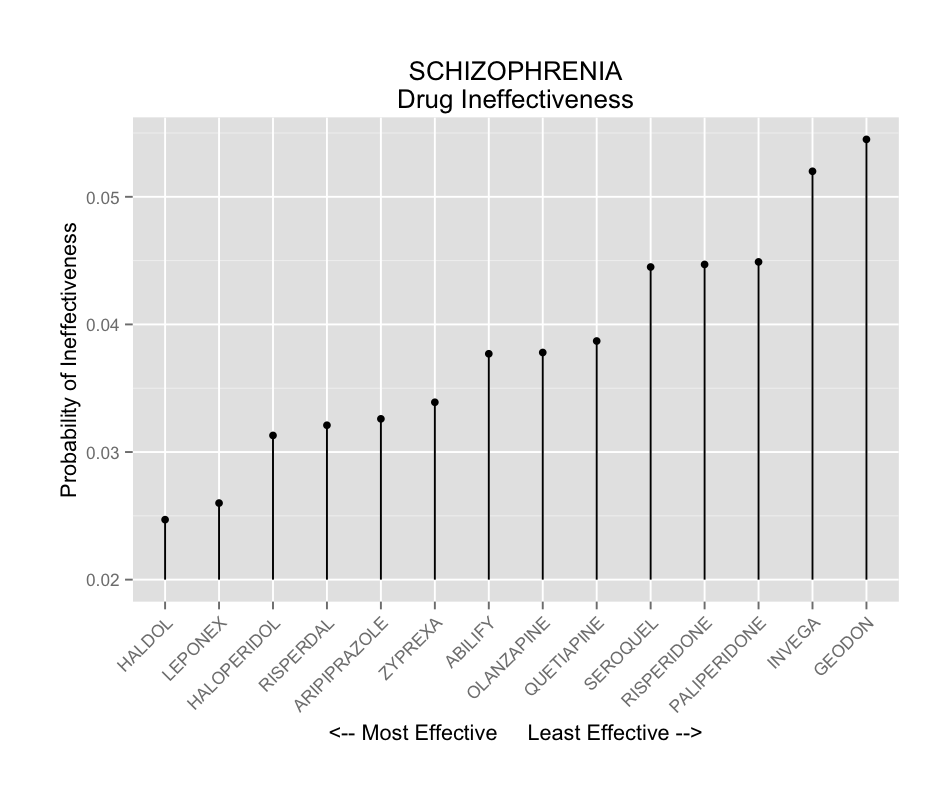 SCHIZOPHRENIA
Drug Ineffectiveness
Probability of Ineffectiveness
0.05
0.04
0.03
0.02
HALDOL
LEPONEX
HALOPERIDOL
RISPERDAL
ARIPIPRAZOLE
ZYPREXA
ABILIFY
OLANZAPINE
QUETIAPINE
SEROQUEL
RISPERIDONE
PALIPERIDONE
INVEGA
GEODON
<-- Most Effective Least Effective -->